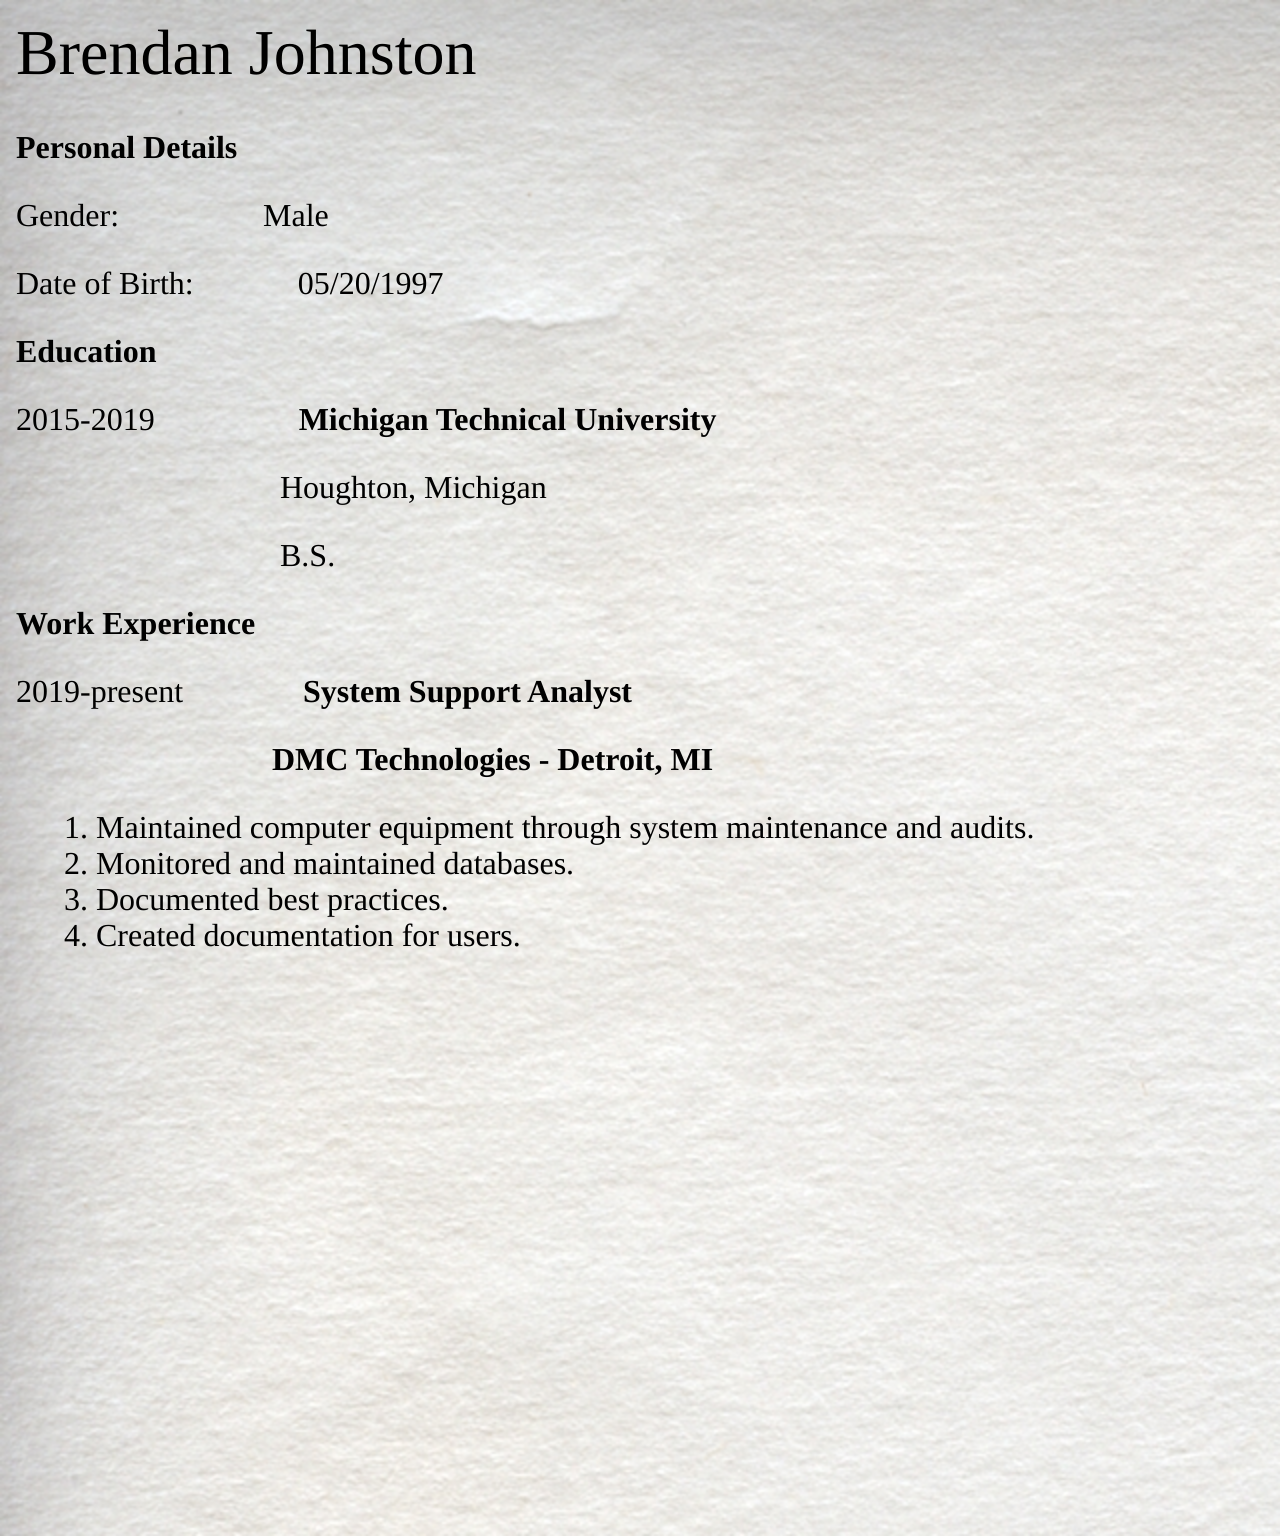 Brendan Johnston
Personal Details
Gender: Male
Date of Birth: 05/20/1997
Education
2015-2019 Michigan Technical University
Houghton, Michigan
B.S.
Work Experience
2019-present System Support Analyst
DMC Technologies - Detroit, MI
1. Maintained computer equipment through system maintenance and audits.
2. Monitored and maintained databases.
3. Documented best practices.
4. Created documentation for users.